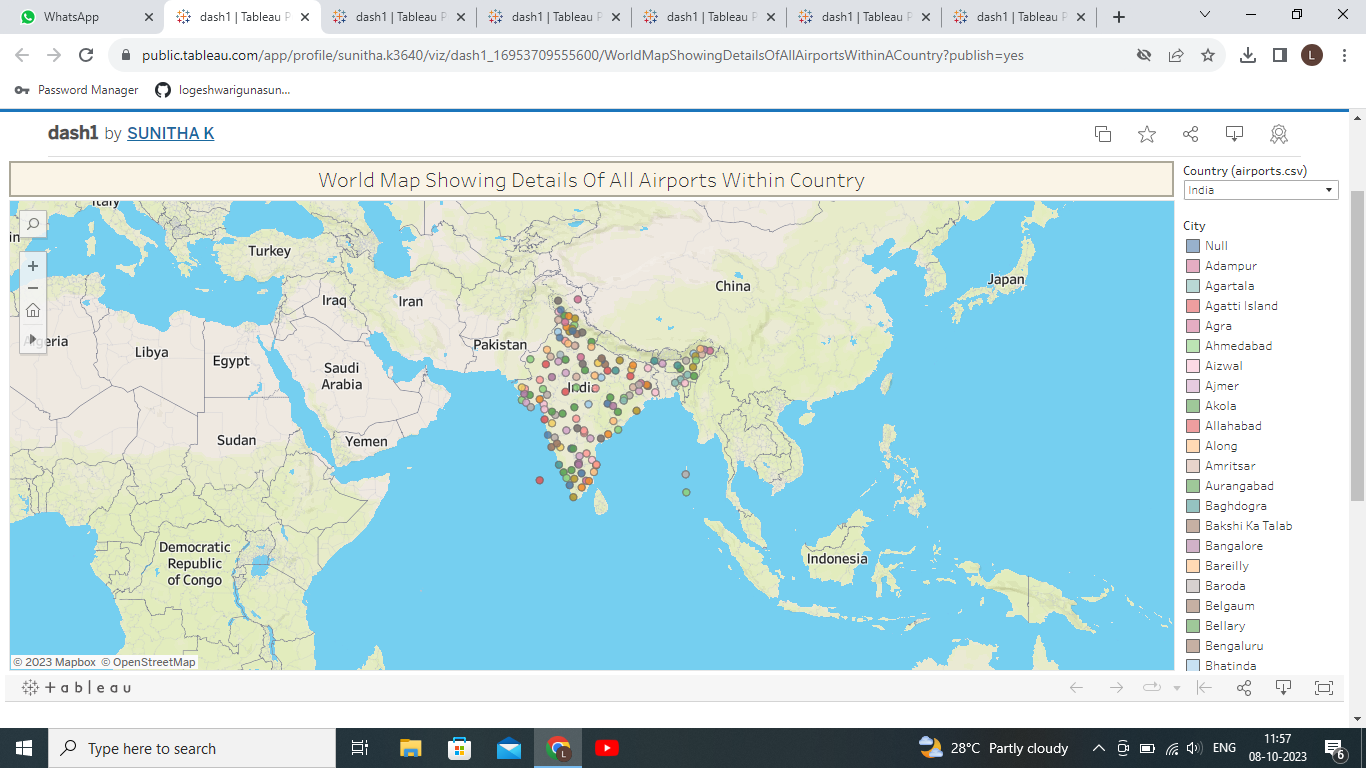 WhatsApp
dash1 | Tableau P
dash1 | Tableau P
dash1 | Tableau P
dash1 | Tableau P
dash1 | Tableau P
dash1 | Tableau P
public.tableau.com/app/profile/sunitha.k3640/viz/dash1_16953709555600/WorldMapShowingDetailsOfAllAirportsWithinACountry?publish=yes
L
Password Manager
logeshwarigunasun...
dash1 by SUNITHA K
World Map Showing Details Of All Airports Within Country
Country (airports.csv)
India
City
Null
Adampur
Agartala
Agatti Island
Agra
Ahmedabad
Aizwal
Ajmer
Akola
Allahabad
Along
Amritsar
Aurangabad
Baghdogra
Bakshi Ka Talab
Bangalore
Bareilly
Baroda
Belgaum
Bellary
Bengaluru
Bhatinda
Italy
Turkey
Iraq
Iran
China
Japan
Pakistan
Libya
Egypt
Saudi
Arabia
India
Sudan
Yemen
Democratic
Republic
of Congo
Indonesia
© 2023 Mapbox © OpenStreetMap
+ a b l e a u
Type here to search
L
28°C Partly cloudy
ENG
11:57
08-10-2023
6